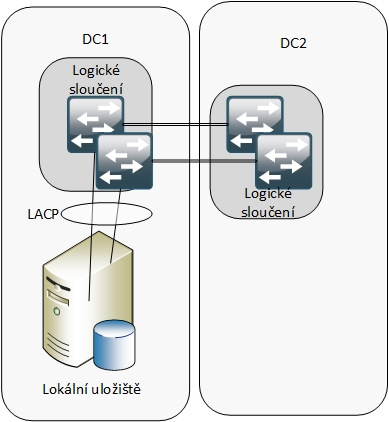 DC1
DC2
Logické
sloučení
Logické
sloučení
LACP
Lokální uložiště